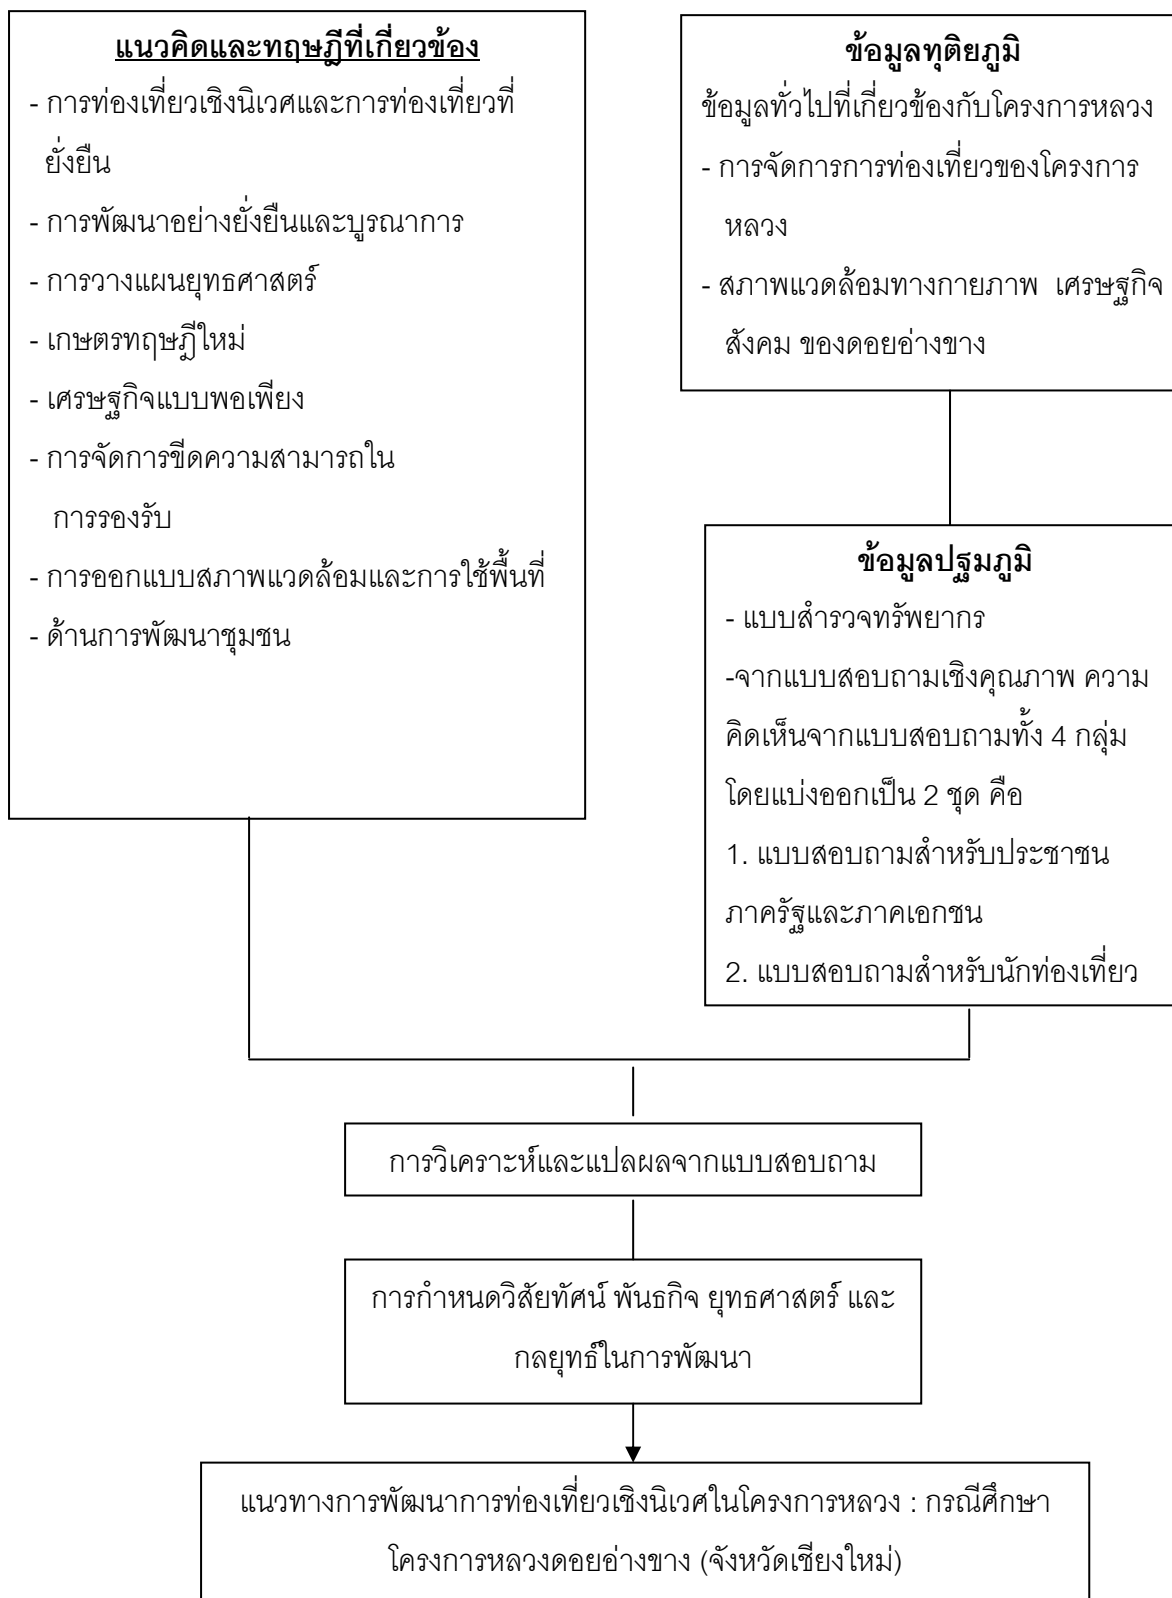 แนวคิดและทฤษฎีที่เกี่ยวข้อง
- การท่องเที่ยวเชิงนิเวศและการท่องเที่ยวที่
ยั่งยืน
- การพัฒนาอย่างยั่งยืนและบูรณาการ
- การวางแผนยุทธศาสตร์
- เกษตรทฤษฎีใหม่
- เศรษฐกิจแบบพอเพียง
- การจัดการขีดความสามารถใน
การรองรับ
- การออกแบบสภาพแวดล้อมและการใช้พื้นที่
- ด้านการพัฒนาชุมชน
ข้อมูลทุติยภูมิ
ข้อมูลทั่วไปที่เกี่ยวข้องกับโครงการหลวง
- การจัดการการท่องเที่ยวของโครงการ
หลวง
- สภาพแวดล้อมทางกายภาพ เศรษฐกิจ
สังคม ของดอยอ่างขาง
ข้อมูลปฐมภูมิ
- แบบสำรวจทรัพยากร
-จากแบบสอบถามเชิงคุณภาพ ความ
คิดเห็นจากแบบสอบถามทั้ง 4 กลุ่ม
โดยแบ่งออกเป็น 2 ชุด คือ
1. แบบสอบถามสำหรับประชาชน
ภาครัฐและภาคเอกชน
2. แบบสอบถามสำหรับนักท่องเที่ยว
การวิเคราะห์และแปลผลจากแบบสอบถาม
การกำหนดวิสัยทัศน์ พันธกิจ ยุทธศาสตร์ และ
กลยุทธ์ในการพัฒนา
แนวทางการพัฒนาการท่องเที่ยวเชิงนิเวศในโครงการหลวง : กรณีศึกษา
โครงการหลวงดอยอ่างขาง (จังหวัดเชียงใหม่)